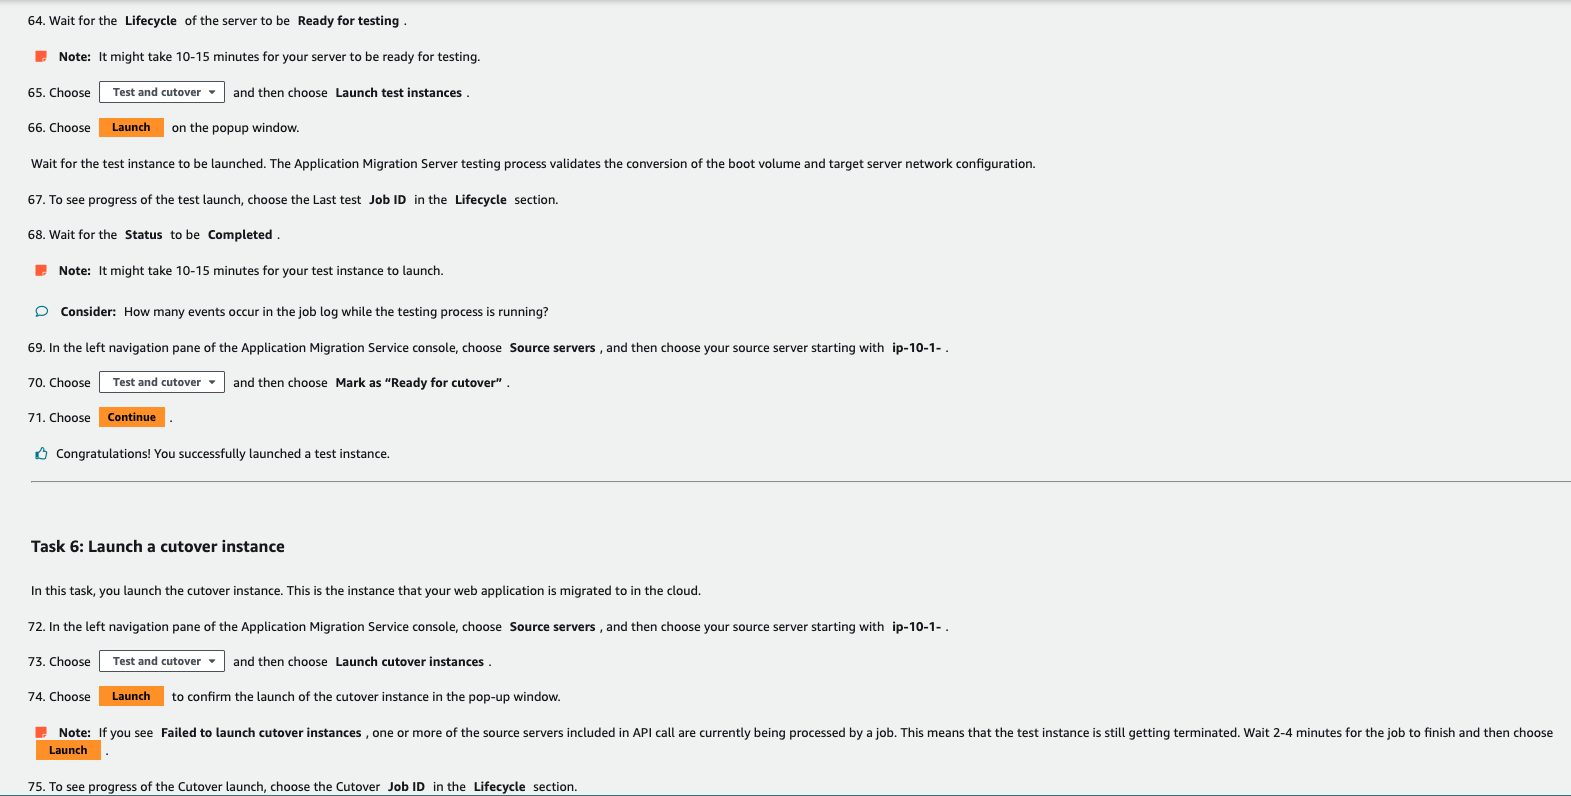 64. Wait for the Lifecycle of the server to be Ready for testing .
Note: It might take 10-15 minutes for your server to be ready for testing.
65. Choose Test and cutover and then choose Launch test instances .
66. Choose Launch on the popup window.
Wait for the test instance to be launched. The Application Migration Server testing process validates the conversion of the boot volume and target server network configuration.
67. To see progress of the test launch, choose the Last test Job ID in the Lifecycle section.
68. Wait for the Status to be Completed .
Note: It might take 10-15 minutes for your test instance to launch.
Consider: How many events occur in the job log while the testing process is running?
69. In the left navigation pane of the Application Migration Service console, choose Source servers , and then choose your source server starting with ip-10-1- .
70. Choose Test and cutover and then choose Mark as “Ready for cutover” .
71. Choose Continue .
Congratulations! You successfully launched a test instance.
Task 6: Launch a cutover instance
In this task, you launch the cutover instance. This is the instance that your web application is migrated to in the cloud.
72. In the left navigation pane of the Application Migration Service console, choose Source servers , and then choose your source server starting with ip-10-1- .
73. Choose Test and cutover and then choose Launch cutover instances .
74. Choose Launch to confirm the launch of the cutover instance in the pop-up window.
Note: If you see Failed to launch cutover instances , one or more of the source servers included in API call are currently being processed by a job. This means that the test instance is still getting terminated. Wait 2-4 minutes for the job to finish and then choose
Launch .
75. To see progress of the Cutover launch, choose the Cutover Job ID in the Lifecycle section.